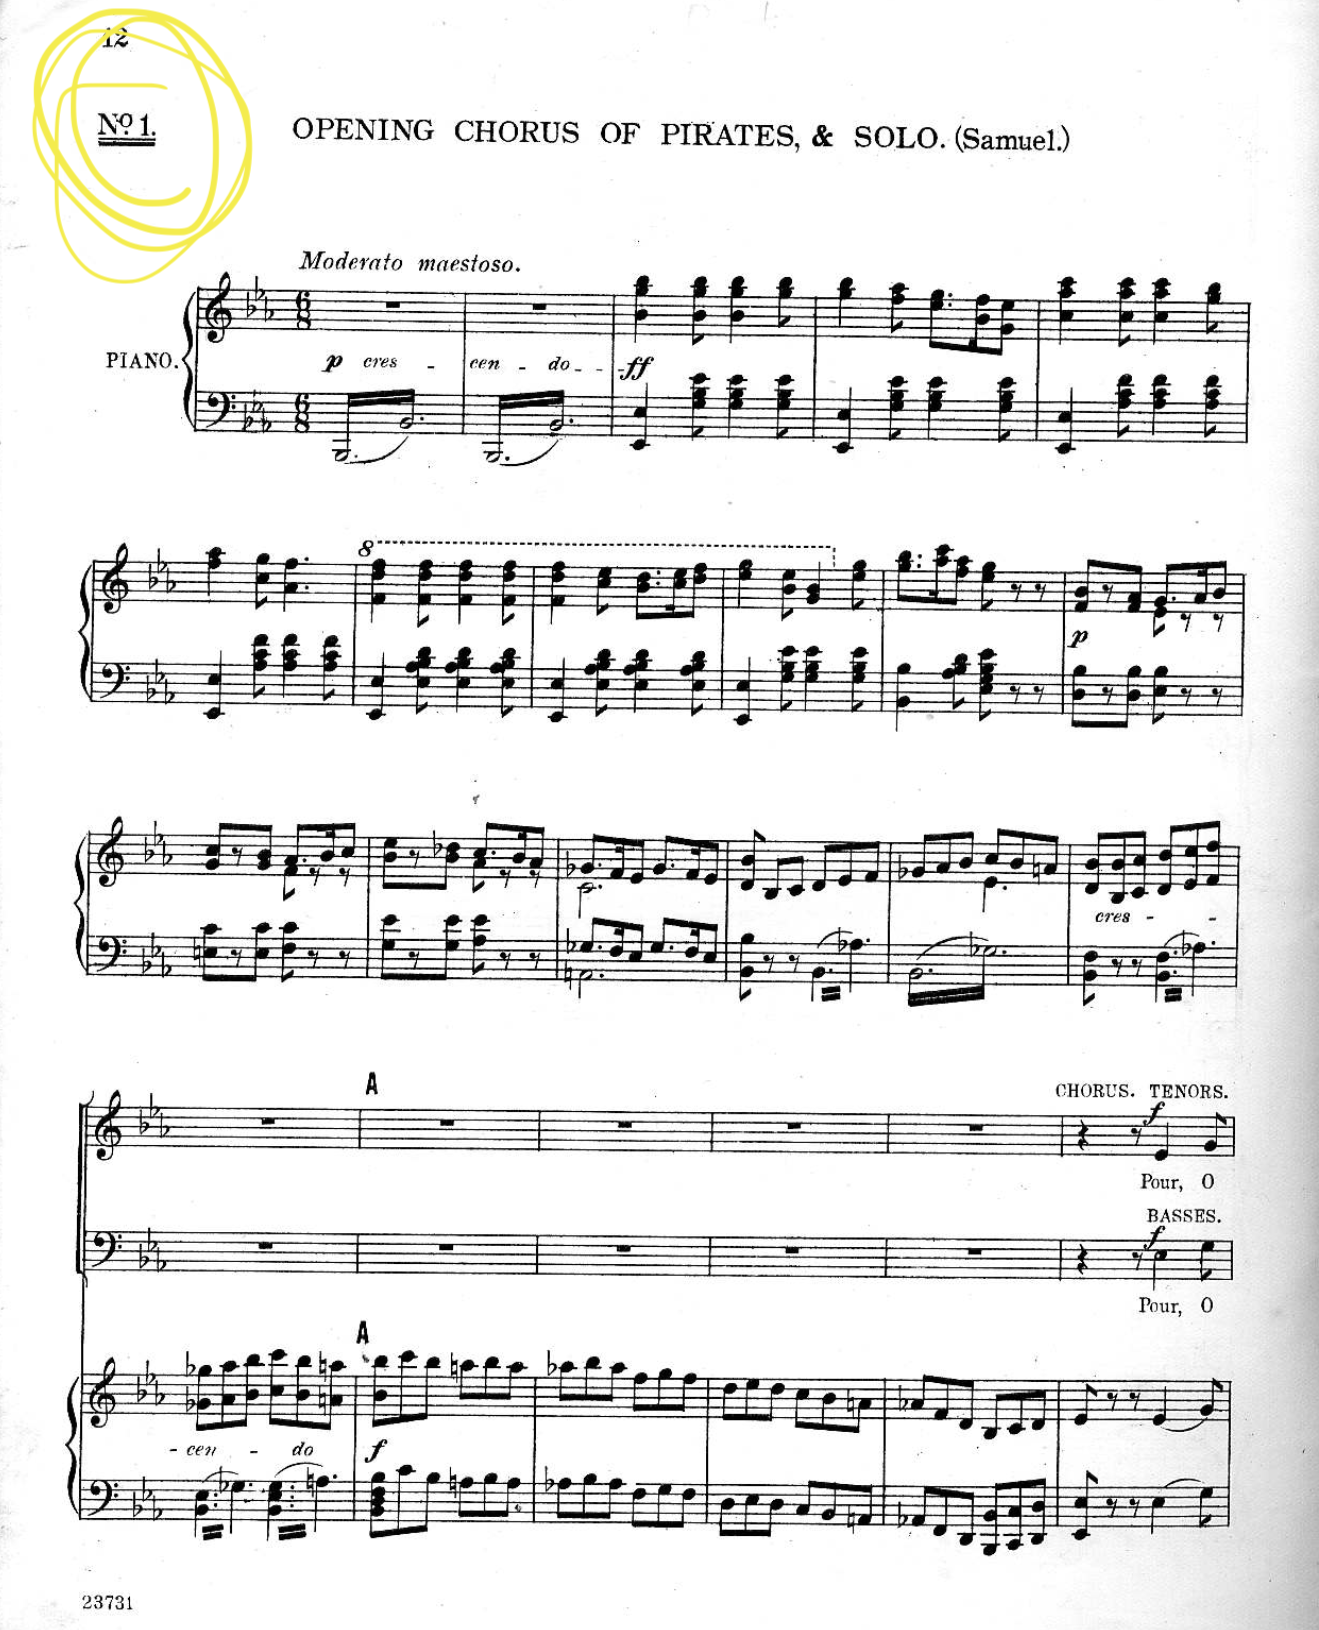 12
No. 1.
OPENING CHORUS OF PIRATES, & SOLO. (Samuel.)
Moderato maestoso.
PIANO.
p cres - cen - do - - ff
8
p
cres - -
A
CHORUS. TENORS.
f
Pour, O
BASSES.
f
Pour, O
A
- cen - do f
23731